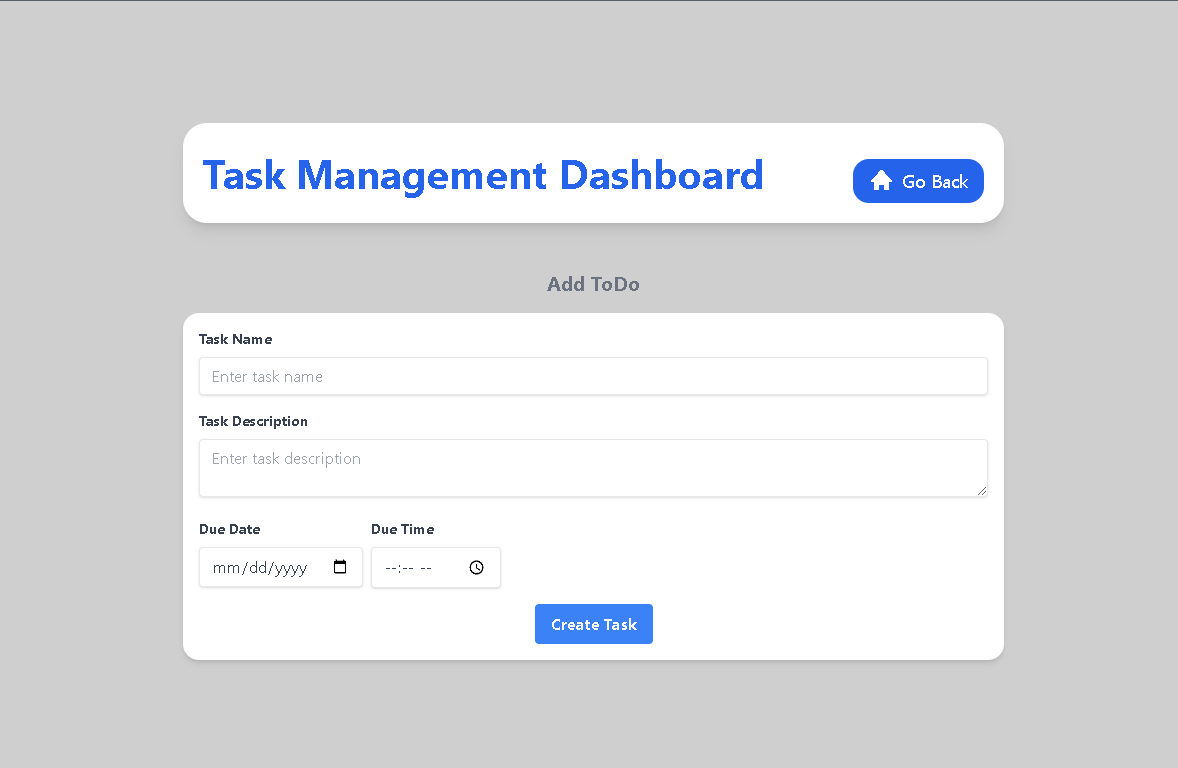 Task Management Dashboard
Go Back
Add ToDo
Task Name
Enter task name
Task Description
Enter task description
Due Date Due Time
mm/dd/yyyy --:-- --
Create Task